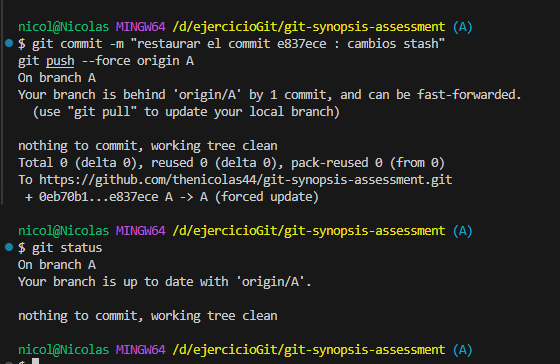 nicol@Nicolas MINGW64 /d/ejercicioGit/git-synopsis-assessment (A)
$ git commit -m "restaurar el commit e837ece : cambios stash"
git push --force origin A
On branch A
Your branch is behind 'origin/A' by 1 commit, and can be fast-forwarded.
  (use "git pull" to update your local branch)

nothing to commit, working tree clean
Total 0 (delta 0), reused 0 (delta 0), pack-reused 0 (from 0)
To https://github.com/thenicolas44/git-synopsis-assessment.git
 + 0eb70b1...e837ece A -> A (forced update)

nicol@Nicolas MINGW64 /d/ejercicioGit/git-synopsis-assessment (A)
$ git status
On branch A
Your branch is up to date with 'origin/A'.

nothing to commit, working tree clean

nicol@Nicolas MINGW64 /d/ejercicioGit/git-synopsis-assessment (A)
$